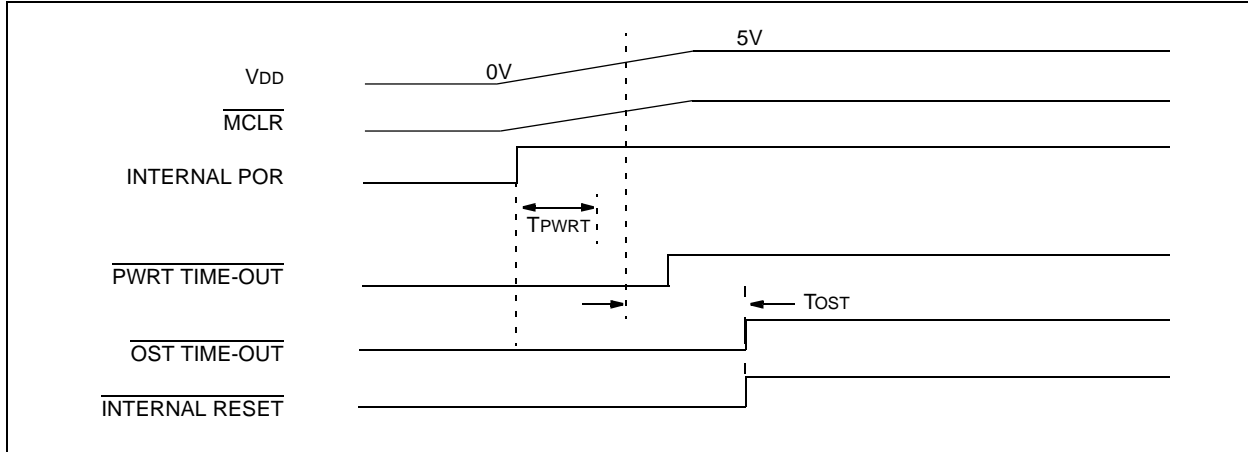 5V
0V
VDD
MCLR
INTERNAL POR
TPWRT
PWRT TIME-OUT
TOST
OST TIME-OUT
INTERNAL RESET